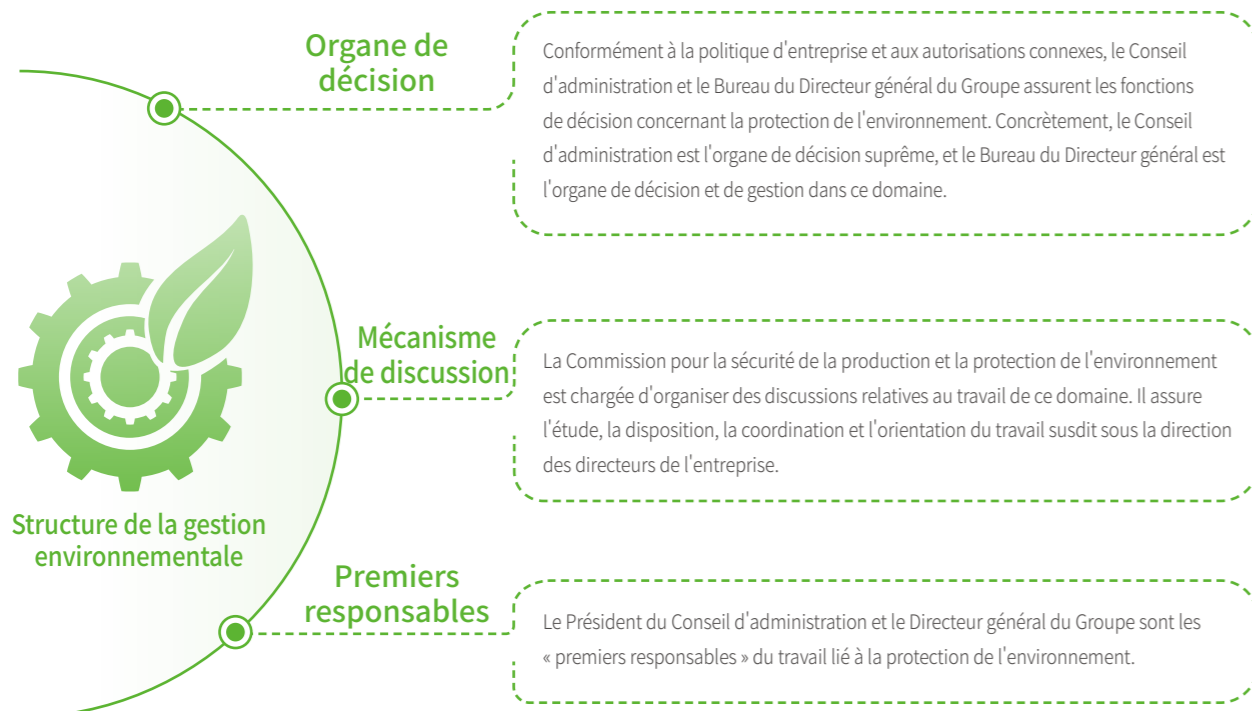 Organe de
décision
Conformément à la politique d'entreprise et aux autorisations connexes, le Conseil
d'administration et le Bureau du Directeur général du Groupe assurent les fonctions
de décision concernant la protection de l'environnement. Concrètement, le Conseil
d'administration est l'organe de décision suprême, et le Bureau du Directeur général est
l'organe de décision et de gestion dans ce domaine.
Mécanisme
de discussion
La Commission pour la sécurité de la production et la protection de l'environnement
est chargée d'organiser des discussions relatives au travail de ce domaine. Il assure
l'étude, la disposition, la coordination et l'orientation du travail susdit sous la direction
des directeurs de l'entreprise.
Structure de la gestion
environnementale
Premiers
responsables
Le Président du Conseil d'administration et le Directeur général du Groupe sont les
« premiers responsables » du travail lié à la protection de l'environnement.